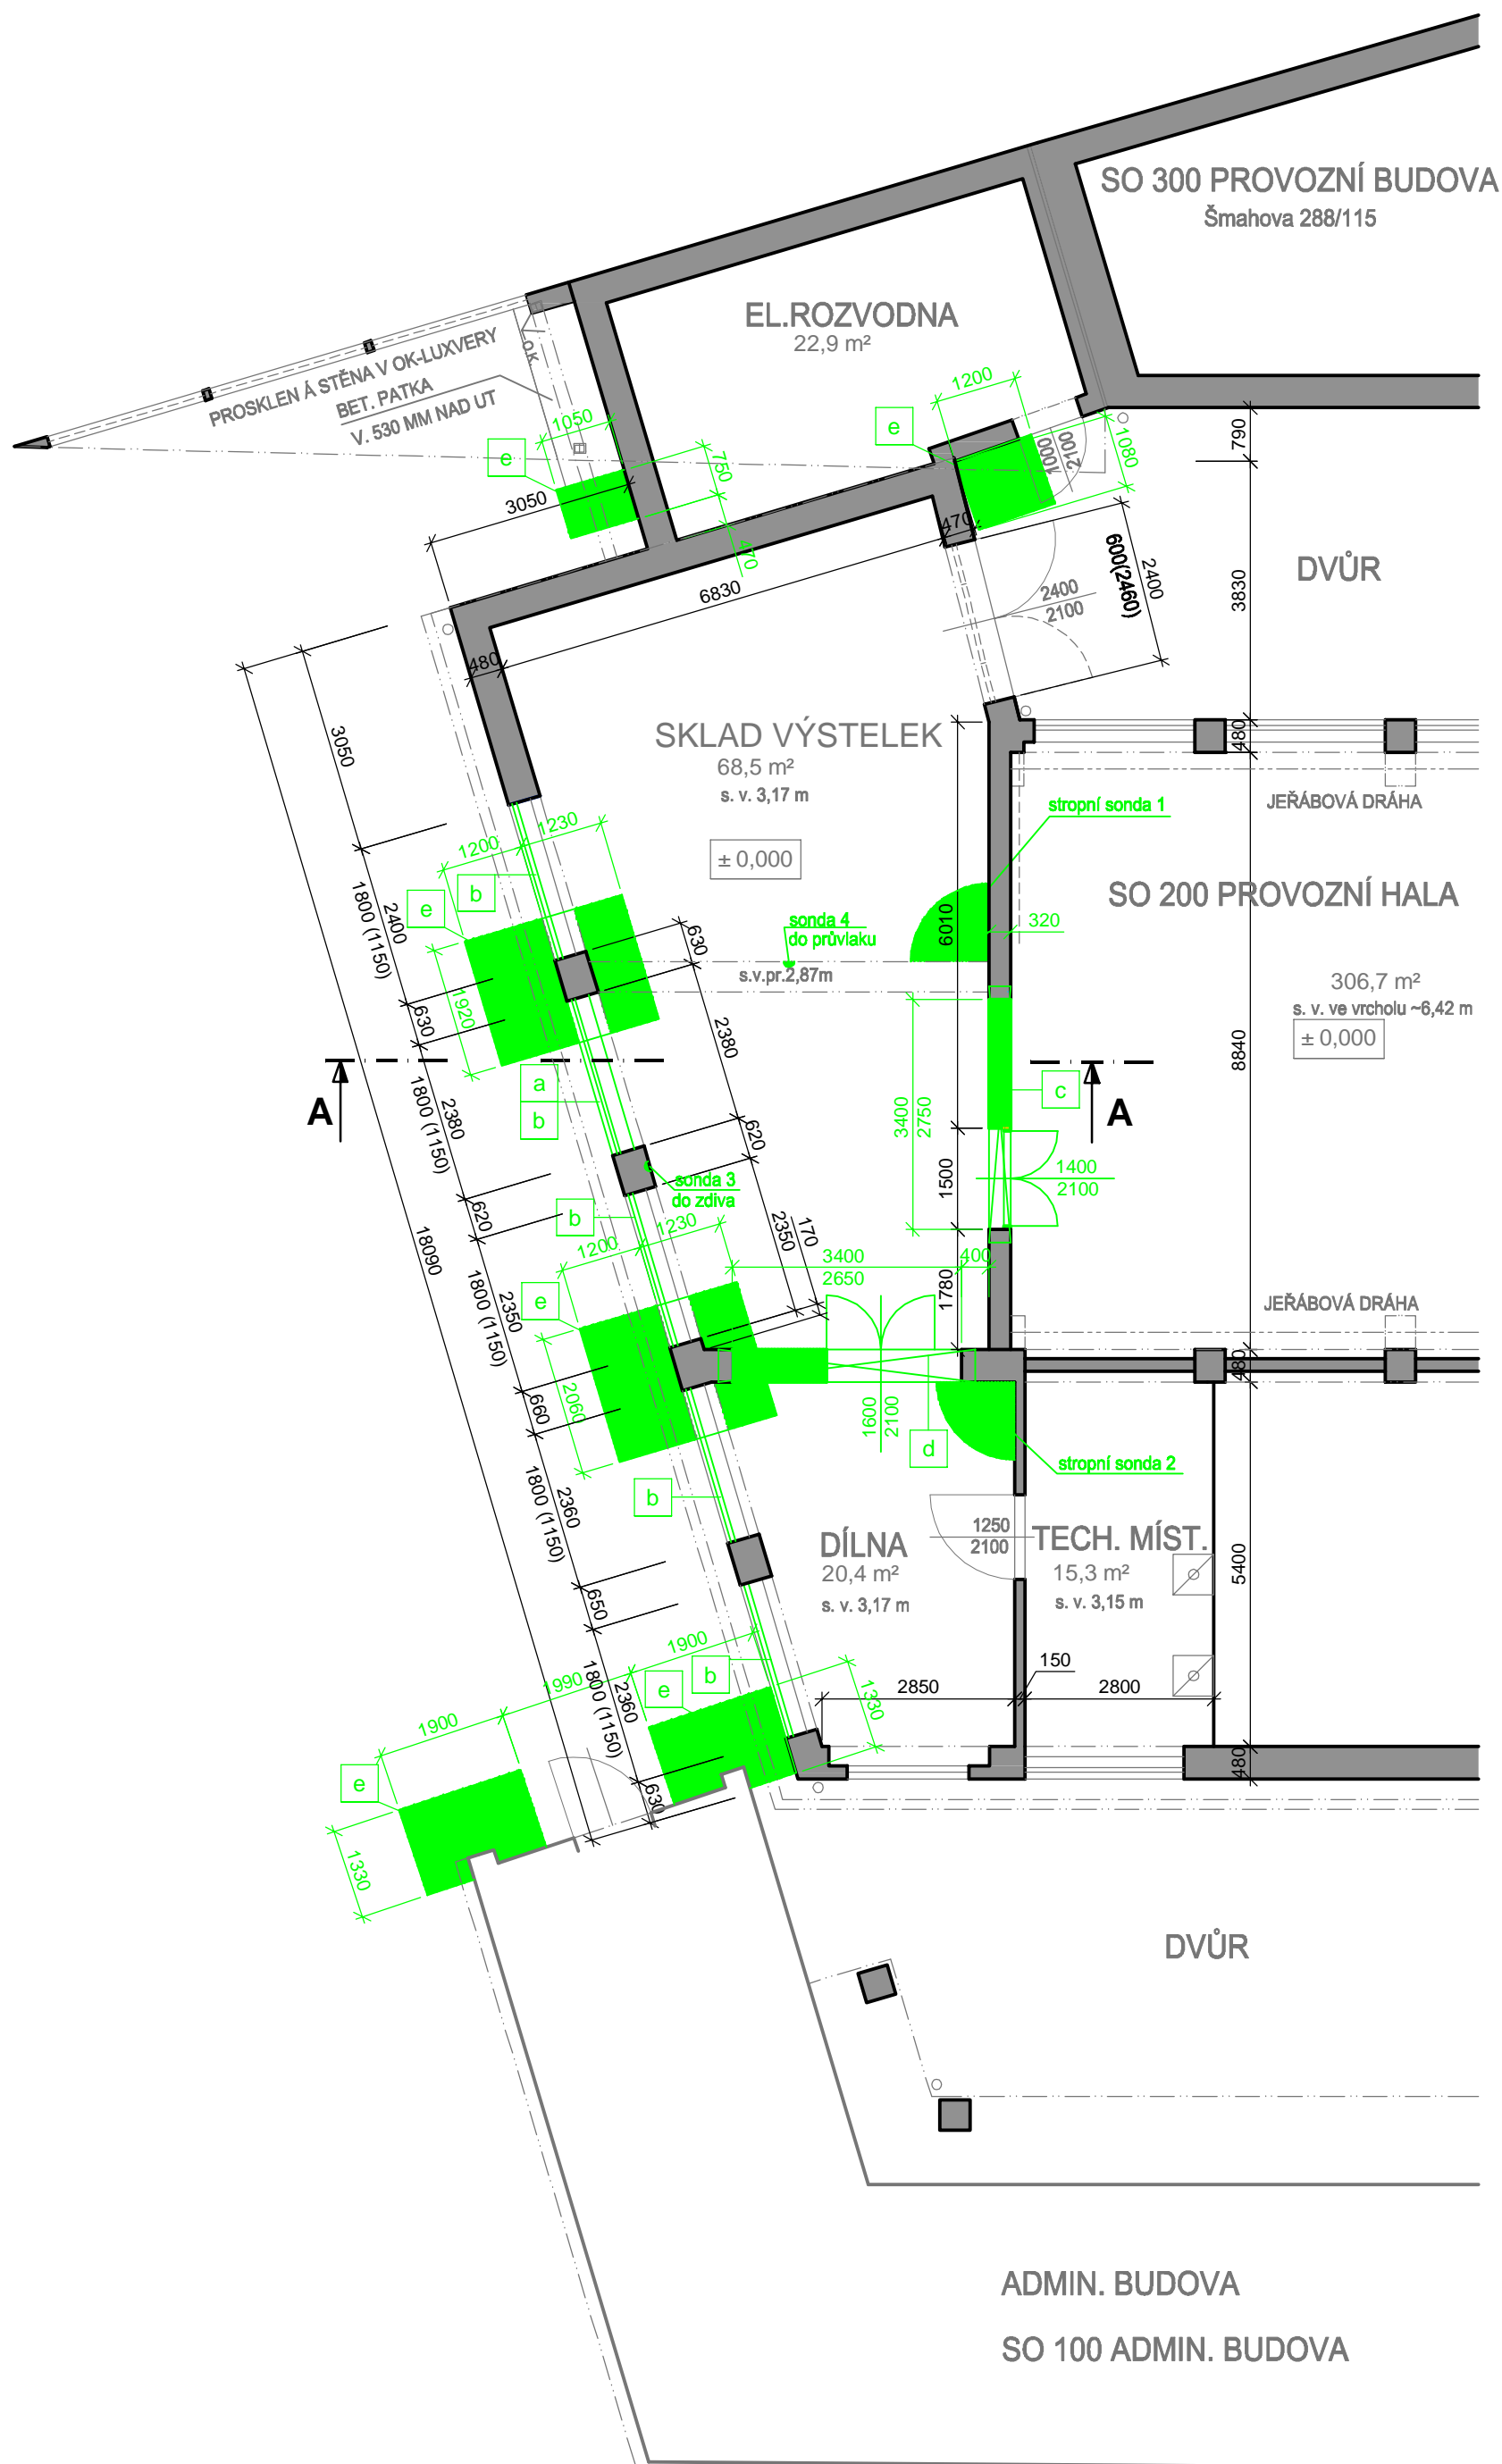 SO 300 PROVOZNÍ BUDOVA
Šmahova 288/115
EL.ROZVODNA
22,9 m²
PROSKLEN Á STĚNA V OK-LUXVERY
BET. PATKA
V. 530 MM NAD UT
OK
1050
e
750
470
3050
1200
e
1080
1000
2100
790
470
600(2460)
2400
2400
2100
DVŮR
3830
6830
480
3050
SKLAD VÝSTELEK
68,5 m²
s. v. 3,17 m
± 0,000
480
JEŘÁBOVÁ DRÁHA
stropní sonda 1
1230
1200
b
e
1920
2400
1800 (1150)
630
630
sonda 4
do průvlaku
s.v.pr.2,87m
6010
320
SO 200 PROVOZNÍ HALA
306,7 m²
s. v. ve vrcholu ~6,42 m
± 0,000
8840
A
a
b
2380
2380
1800 (1150)
3400
2750
c
A
620
620
sonda 3
do zdiva
b
1500
1400
2100
18090
1230
1200
170
2350
3400
2650
400
1780
e
2350
1800 (1150)
JEŘÁBOVÁ DRÁHA
480
2060
660
1600
2100
d
stropní sonda 2
b
2360
1800 (1150)
DÍLNA
20,4 m²
s. v. 3,17 m
1250
2100
TECH. MÍST.
15,3 m²
s. v. 3,15 m
5400
650
1900
1990
b
e
1330
2360
1800 (1150)
2850
150
2800
1900
e
1330
630
480
DVŮR
ADMIN. BUDOVA
SO 100 ADMIN. BUDOVA